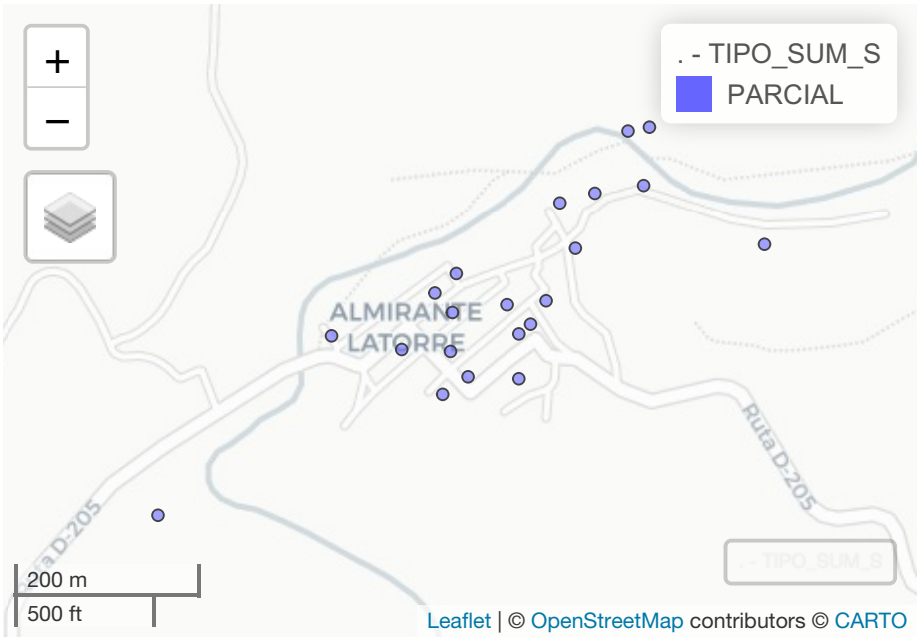 +
−
. - TIPO_SUM_S
PARCIAL
ALMIRANTE
LATORRE
Ruta D-205
Ruta D-205
. - TIPO_SUM_S
200 m
500 ft
Leaflet | © OpenStreetMap contributors © CARTO